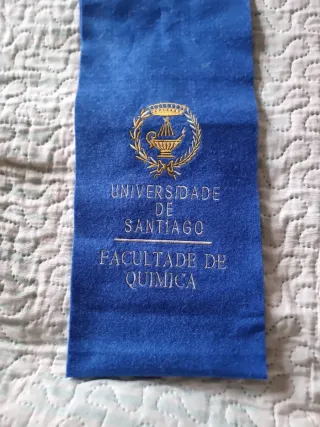 UNIVERSIDADE
DE
SANTIAGO
FACULTADE DE
QUIMICA